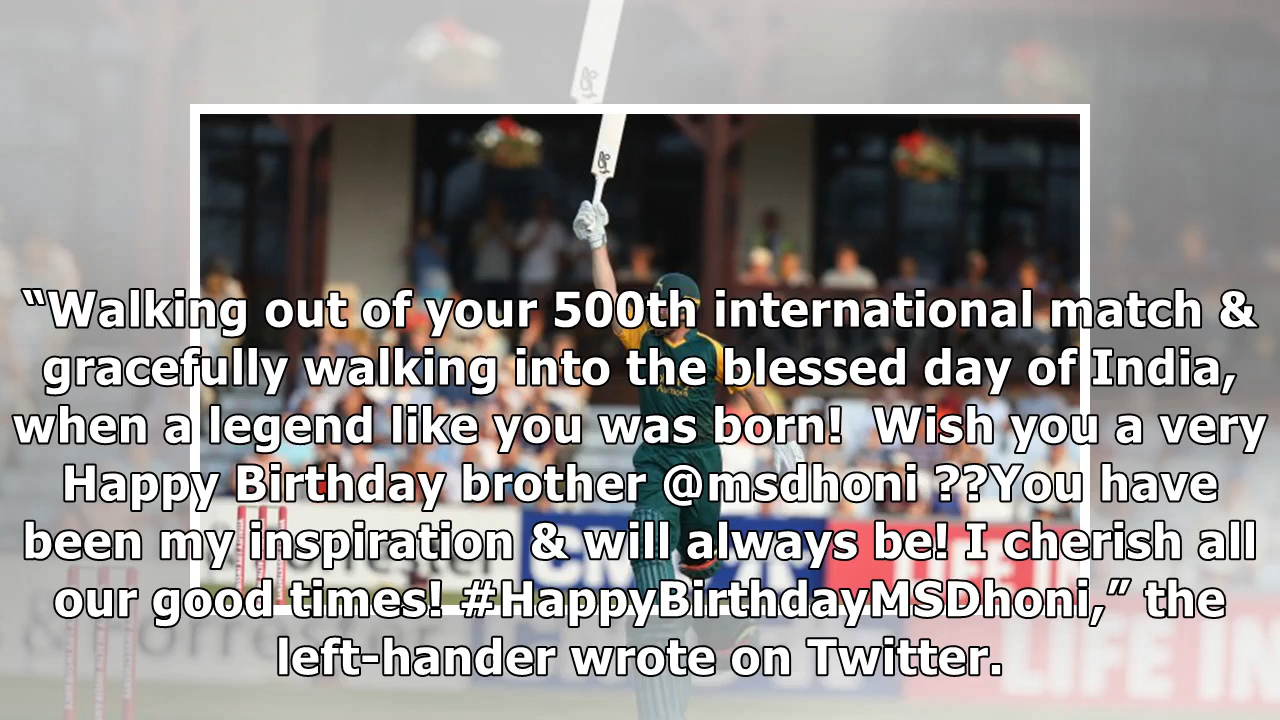 “Walking out of your 500th international match &
gracefully walking into the blessed day of India,
when a legend like you was born!  Wish you a very
Happy Birthday brother @msdhoni ??You have
been my inspiration & will always be! I cherish all
our good times! #HappyBirthdayMSDhoni,” the
left-hander wrote on Twitter.
LIFE IN